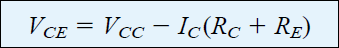 V_CE = V_CC − I_C(R_C + R_E)